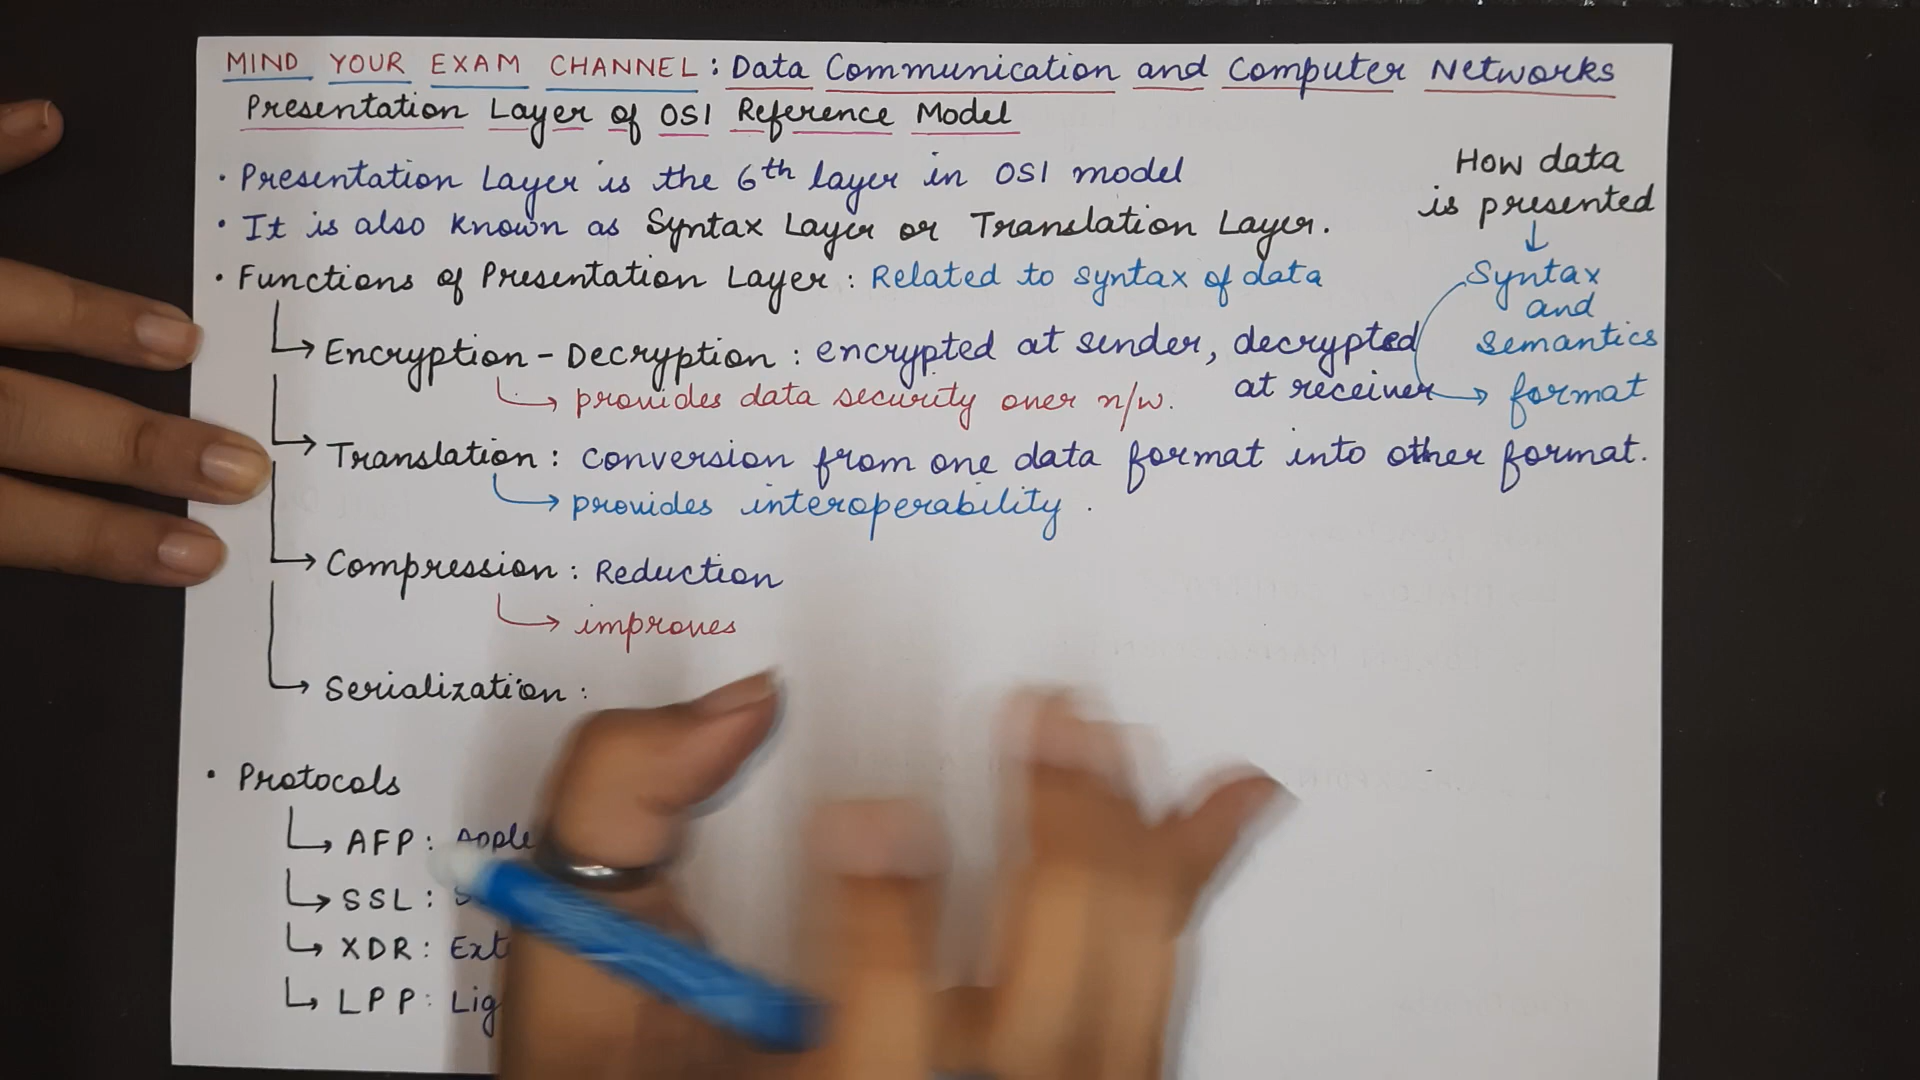 MIND YOUR EXAM CHANNEL : Data Communication and Computer Networks
Presentation Layer of OSI Reference Model
• Presentation Layer is the 6th layer in OSI model
• It is also known as Syntax Layer or Translation Layer.
• Functions of Presentation Layer : Related to syntax of data
How data
is presented
↓
Syntax
and
semantics
→ format
→ Encryption - Decryption : encrypted at sender, decrypted
at receiver
→ provides data security over n/w.
→ Translation : conversion from one data format into other format.
→ provides interoperability.
→ Compression : Reduction
→ improves
→ Serialization :
• Protocols
→ AFP : Apple
→ SSL :
→ XDR :
→ LPP :